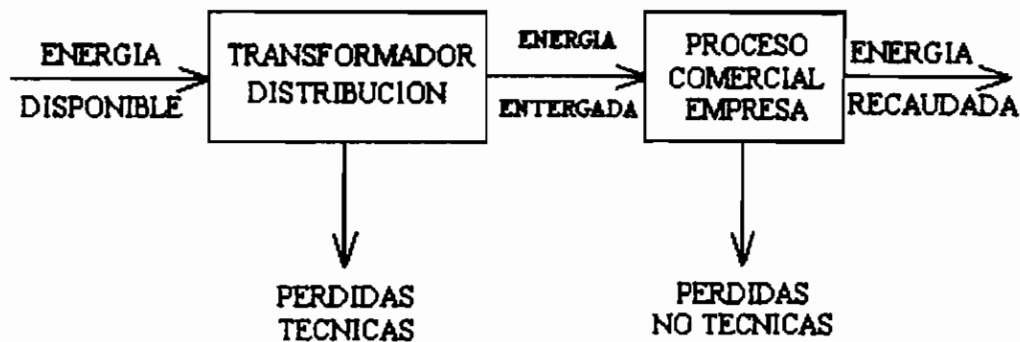 ENERGIA
DISPONIBLE
TRANSFORMADOR
DISTRIBUCION
ENERGIA
ENTERGADA
PROCESO
COMERCIAL
EMPRESA
ENERGIA
RECAUDADA
PERDIDAS
TECNICAS
PERDIDAS
NO TECNICAS